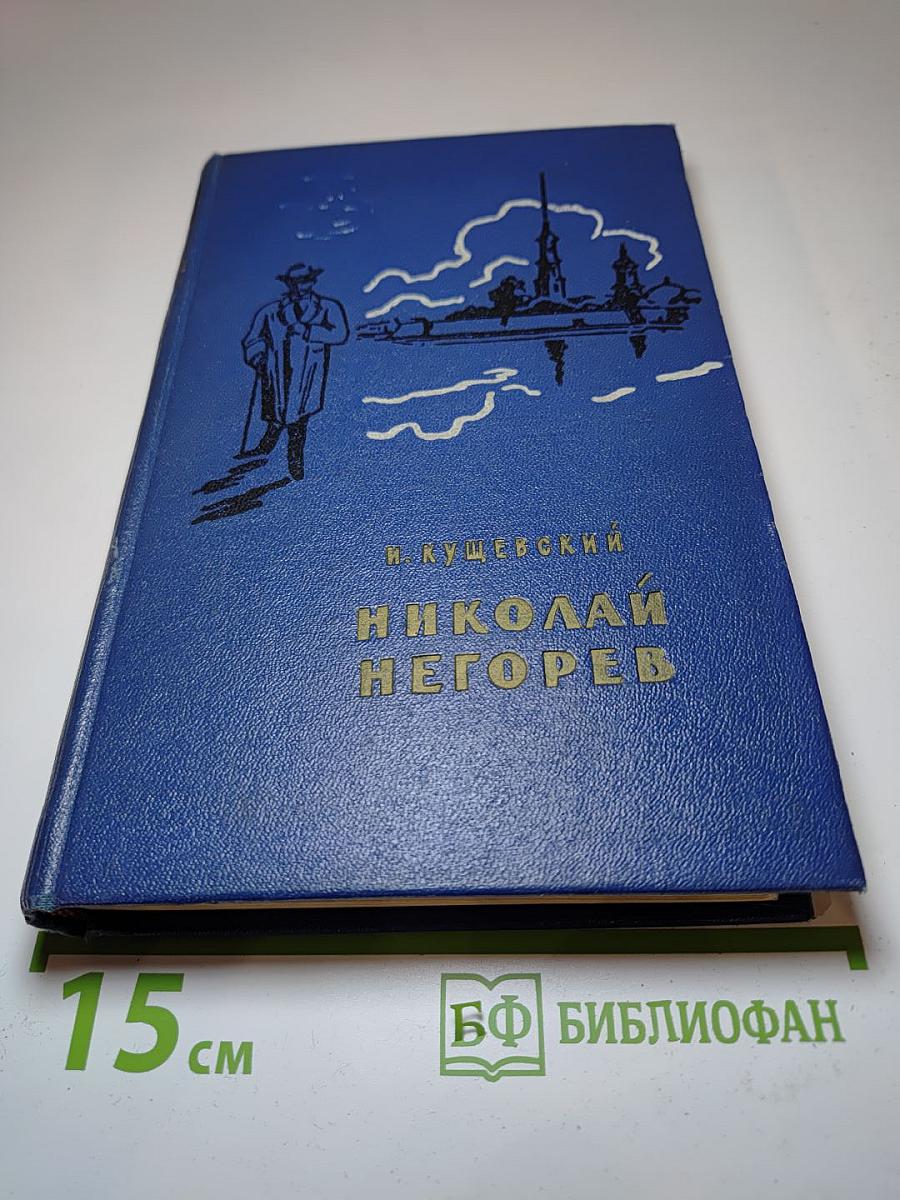 И. КУЩЕВСКИЙ
НИКОЛАЙ
НЕГОРЕВ
15 см
БФ БИБЛИОФАН